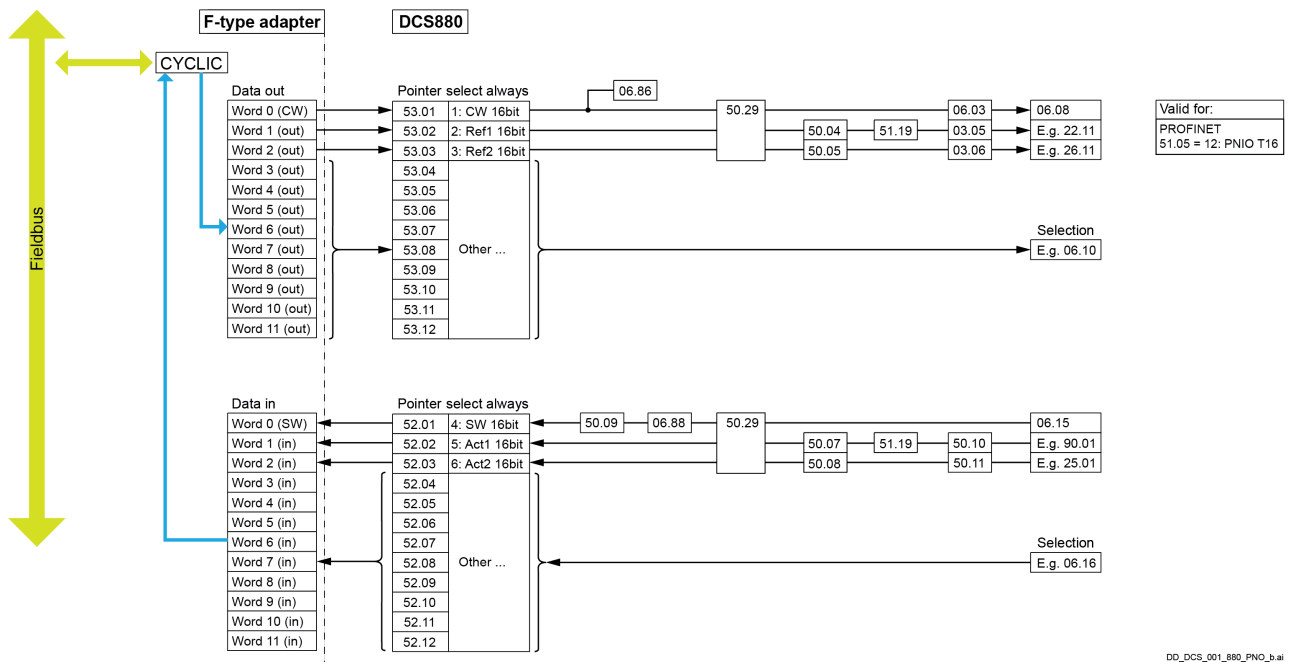 F-type adapter
DCS880
CYCLIC
Fieldbus
Data out
Pointer select always
06.86
Word 0 (CW)
53.01
1: CW 16bit
50.29
06.03
06.08
Word 1 (out)
53.02
2: Ref1 16bit
50.04
51.19
03.05
E.g. 22.11
Word 2 (out)
53.03
3: Ref2 16bit
50.05
03.06
E.g. 26.11
Valid for:
PROFINET
51.05 = 12: PNIO T16
Word 3 (out)
53.04
Word 4 (out)
53.05
Word 5 (out)
53.06
Word 6 (out)
53.07
Selection
Word 7 (out)
53.08
Other ...
E.g. 06.10
Word 8 (out)
53.09
Word 9 (out)
53.10
Word 10 (out)
53.11
Word 11 (out)
53.12
Data in
Pointer select always
Word 0 (SW)
52.01
4: SW 16bit
50.09
06.88
50.29
06.15
Word 1 (in)
52.02
5: Act1 16bit
50.07
51.19
50.10
E.g. 90.01
Word 2 (in)
52.03
6: Act2 16bit
50.08
50.11
E.g. 25.01
Word 3 (in)
52.04
Word 4 (in)
52.05
Word 5 (in)
52.06
Word 6 (in)
52.07
Selection
Word 7 (in)
52.08
Other ...
E.g. 06.16
Word 8 (in)
52.09
Word 9 (in)
52.10
Word 10 (in)
52.11
Word 11 (in)
52.12
DD_DCS_001_880_PNO_b.ai